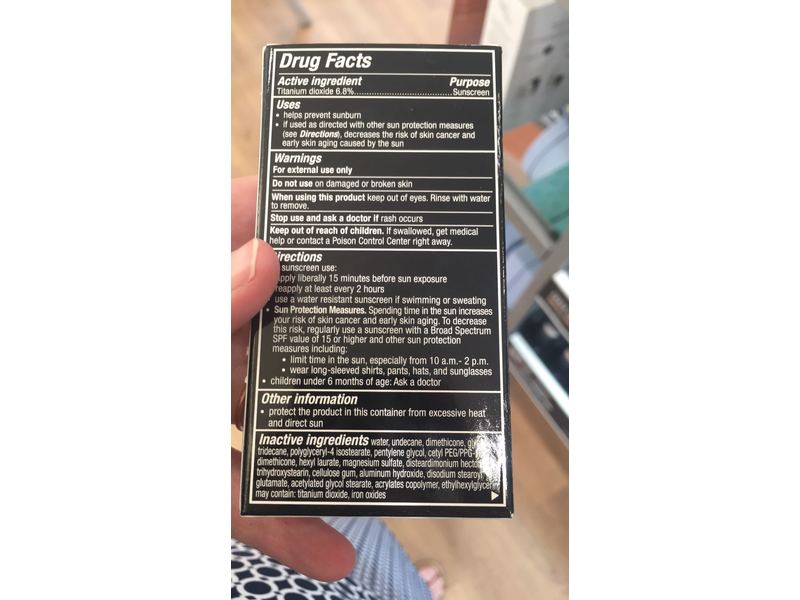 Drug Facts
Active ingredient Purpose
Titanium dioxide 6.8%........................................Sunscreen
Uses
• helps prevent sunburn
• if used as directed with other sun protection measures
(see Directions), decreases the risk of skin cancer and
early skin aging caused by the sun
Warnings
For external use only
Do not use on damaged or broken skin
When using this product keep out of eyes. Rinse with water
to remove.
Stop use and ask a doctor if rash occurs
Keep out of reach of children. If swallowed, get medical
help or contact a Poison Control Center right away.
irections
sunscreen use:
pply liberally 15 minutes before sun exposure
reapply at least every 2 hours
• use a water resistant sunscreen if swimming or sweating
• Sun Protection Measures. Spending time in the sun increases
your risk of skin cancer and early skin aging. To decrease
this risk, regularly use a sunscreen with a Broad Spectrum
SPF value of 15 or higher and other sun protection
measures including:
• limit time in the sun, especially from 10 a.m.- 2 p.m.
• wear long-sleeved shirts, pants, hats, and sunglasses
• children under 6 months of age: Ask a doctor
Other information
• protect the product in this container from excessive heat
and direct sun
Inactive ingredients water, undecane, dimethicone,
tridecane, polyglyceryl-4 isostearate, pentylene glycol, cetyl PEG/PPG-
dimethicone, hexyl laurate, magnesium sulfate, disteardimonium
trihydroxystearin, cellulose gum, aluminum hydroxide, disodium stearoyl
glutamate, acetylated glycol stearate, acrylates copolymer, ethylhexylglycerin
may contain: titanium dioxide, iron oxides